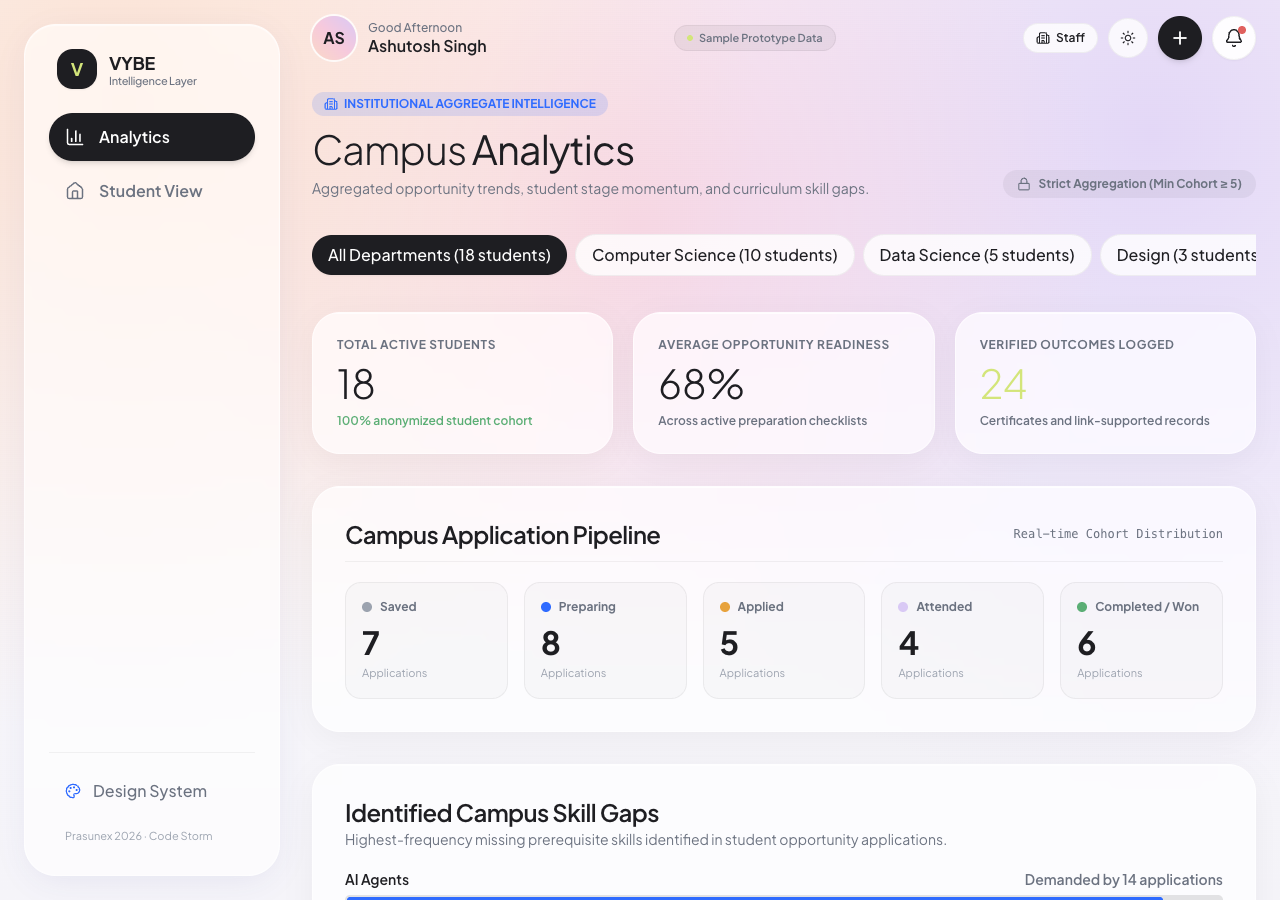 V
VYBE
Intelligence Layer
Analytics
Student View
Design System
Prasunex 2026 · Code Storm
AS
Good Afternoon
Ashutosh Singh
Sample Prototype Data
Staff
INSTITUTIONAL AGGREGATE INTELLIGENCE
Campus Analytics
Aggregated opportunity trends, student stage momentum, and curriculum skill gaps.
Strict Aggregation (Min Cohort ≥ 5)
All Departments (18 students)
Computer Science (10 students)
Data Science (5 students)
Design (3 students
TOTAL ACTIVE STUDENTS
18
100% anonymized student cohort
AVERAGE OPPORTUNITY READINESS
68%
Across active preparation checklists
VERIFIED OUTCOMES LOGGED
24
Certificates and link-supported records
Campus Application Pipeline
Real-time Cohort Distribution
Saved
7
Applications
Preparing
8
Applications
Applied
5
Applications
Attended
4
Applications
Completed / Won
6
Applications
Identified Campus Skill Gaps
Highest-frequency missing prerequisite skills identified in student opportunity applications.
AI Agents
Demanded by 14 applications